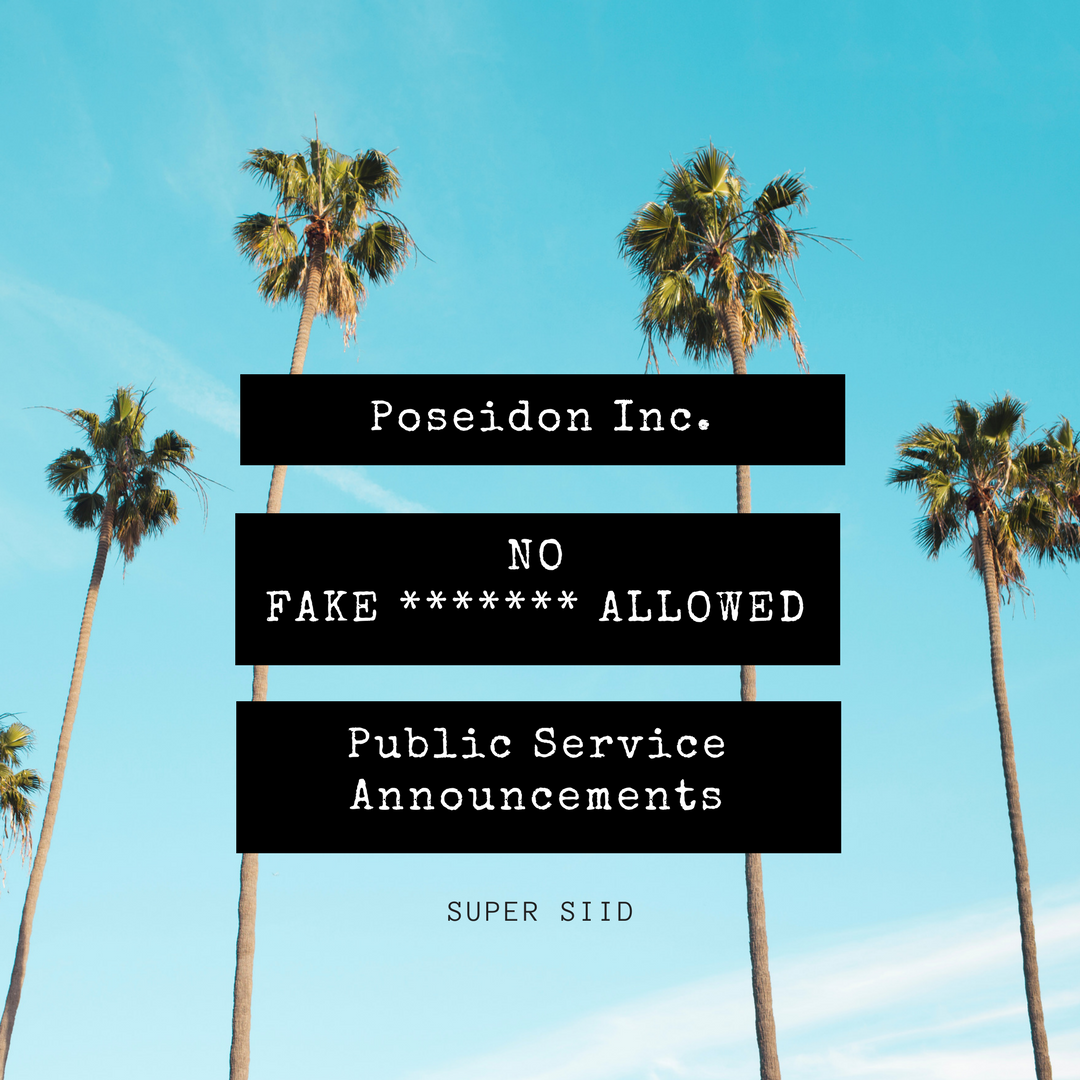 Poseidon Inc.
NO
FAKE ******* ALLOWED
Public Service
Announcements
SUPER SIID